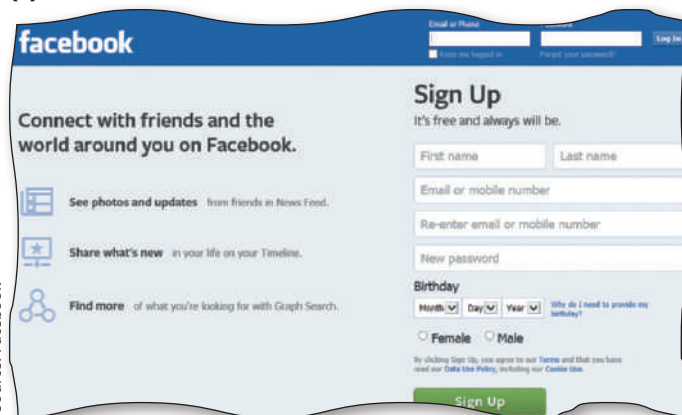 facebook
Email or Phone
Keep me logged in
Forgot your password?
Log In
Connect with friends and the
world around you on Facebook.
See photos and updates from friends in News Feed.
Share what's new in your life on your Timeline.
Find more of what you're looking for with Graph Search.
Sign Up
It's free and always will be.
First name
Last name
Email or mobile number
Re-enter email or mobile number
New password
Birthday
Month Day Year
Why do I need to provide my
birthday?
Female Male
By clicking Sign Up, you agree to our Terms and that you have
read our Data Use Policy, including our Cookie Use.
Sign Up